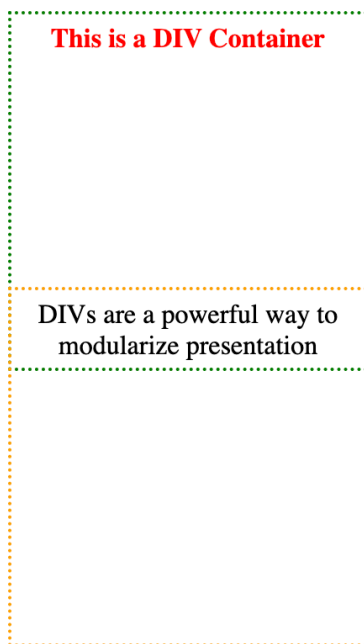 This is a DIV Container
DIVs are a powerful way to
modularize presentation